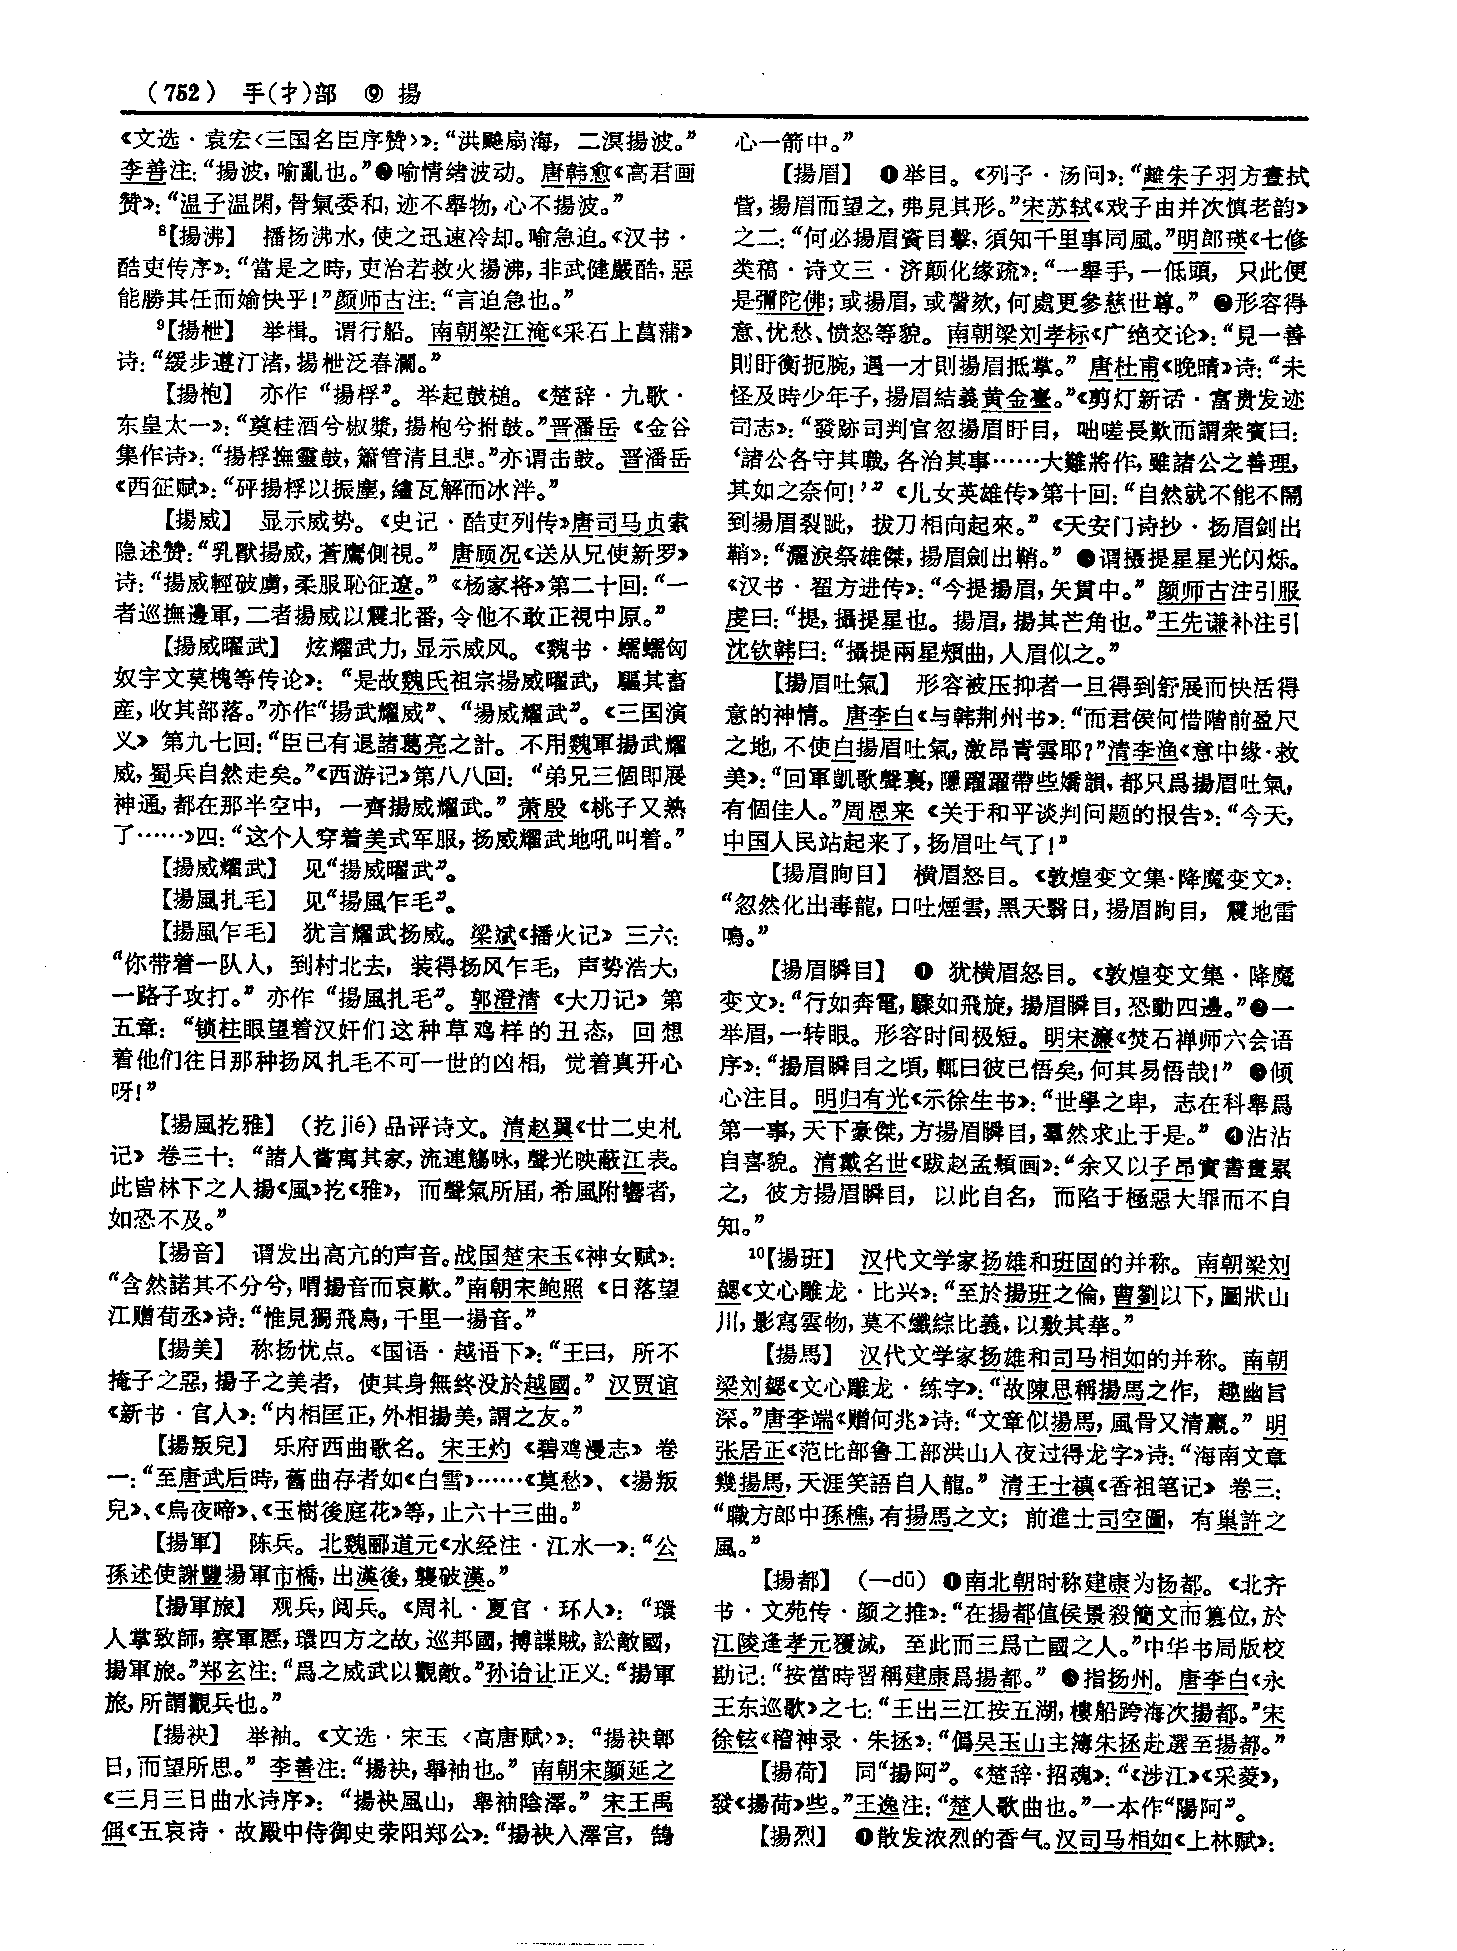 (752) 手(扌)部 ⑨ 揚
《文选·袁宏〈三国名臣序赞〉》：“洪飇扇海，二溟揚波。”
李善注：“揚波，喻亂也。”❸喻情绪波动。唐韩愈《高君画
赞》：“温子温閑，骨氣委和，迹不舉物，心不揚波。”
⁸【揚沸】 播扬沸水，使之迅速冷却。喻急迫。《汉书·
酷吏传序》：“當是之時，吏治若救火揚沸，非武健嚴酷，惡
能勝其任而媮快乎！”颜师古注：“言迫急也。”
⁹【揚枻】 举楫。谓行船。南朝梁江淹《采石上菖蒲》
诗：“緩步遵汀渚，揚枻泛春瀾。”
【揚枹】 亦作“揚桴”。举起鼓槌。《楚辞·九歌·
东皇太一》：“奠桂酒兮椒漿，揚枹兮拊鼓。”晋潘岳《金谷
集作诗》：“揚桴撫靈鼓，簫管清且悲。”亦谓击鼓。晋潘岳
《西征赋》：“砰揚桴以振塵，繣瓦解而冰泮。”
【揚威】 显示威势。《史记·酷吏列传》唐司马贞索
隐述赞：“乳獸揚威，蒼鷹側視。”唐顾况《送从兄使新罗》
诗：“揚威輕破虜，柔服恥征遼。”《杨家将》第二十回：“一
者巡撫邊軍，二者揚威以震北番，令他不敢正視中原。”
【揚威曜武】 炫耀武力，显示威风。《魏书·蠕蠕匈
奴宇文莫槐等传论》：“是故魏氏祖宗揚威曜武，驅其畜
産，收其部落。”亦作“揚武耀威”、“揚威耀武”。《三国演
义》第九七回：“臣已有退諸葛亮之計。不用魏軍揚武耀
威，蜀兵自然走矣。”《西游记》第八八回：“弟兄三個即展
神通，都在那半空中，一齊揚威耀武。”萧殷《桃子又熟
了……》四：“这个人穿着美式军服，扬威耀武地吼叫着。”
【揚威耀武】 见“揚威曜武”。
【揚風扎毛】 见“揚風乍毛”。
【揚風乍毛】 犹言耀武扬威。梁斌《播火记》三六：
“你带着一队人，到村北去，装得扬风乍毛，声势浩大，
一路子攻打。”亦作“揚風扎毛”。郭澄清《大刀记》第
五章：“锁柱眼望着汉奸们这种草鸡样的丑态，回想
着他们往日那种扬风扎毛不可一世的凶相，觉着真开心
呀！”
【揚風扢雅】 （扢jié）品评诗文。清赵翼《廿二史札
记》卷三十：“諸人嘗寓其家，流連觴咏，聲光映蔽江表。
此皆林下之人揚《風》扢《雅》，而聲氣所届，希風附響者，
如恐不及。”
【揚音】 谓发出高亢的声音。战国楚宋玉《神女赋》：
“含然諾其不分兮，喟揚音而哀歎。”南朝宋鲍照《日落望
江赠荀丞》诗：“惟見獨飛鳥，千里一揚音。”
【揚美】 称扬优点。《国语·越语下》：“王曰，所不
掩子之惡，揚子之美者，使其身無終没於越國。”汉贾谊
《新书·官人》：“内相匡正，外相揚美，謂之友。”
【揚叛兒】 乐府西曲歌名。宋王灼《碧鸡漫志》卷
一：“至唐武后時，舊曲存者如《白雪》……《莫愁》、《揚叛
兒》、《烏夜啼》、《玉樹後庭花》等，止六十三曲。”
【揚軍】 陈兵。北魏郦道元《水经注·江水一》：“公
孫述使謝豐揚軍市橋，出漢後，襲破漢。”
【揚軍旅】 观兵，阅兵。《周礼·夏官·环人》：“環
人掌致師，察軍慝，環四方之故，巡邦國，搏諜賊，訟敵國，
揚軍旅。”郑玄注：“爲之威武以觀敵。”孙诒让正义：“揚軍
旅，所謂觀兵也。”
【揚袂】 举袖。《文选·宋玉〈高唐赋〉》：“揚袂鄣
日，而望所思。”李善注：“揚袂，舉袖也。”南朝宋颜延之
《三月三日曲水诗序》：“揚袂風山，舉袖陰澤。”宋王禹
偁《五哀诗·故殿中侍御史荥阳郑公》：“揚袂入澤宫，鵠
心一箭中。”
【揚眉】 ❶举目。《列子·汤问》：“離朱子羽方晝拭
眥，揚眉而望之，弗見其形。”宋苏轼《戏子由并次慎老韵》
之二：“何必揚眉資目擊，須知千里事同風。”明郎瑛《七修
类稿·诗文三·济颠化缘疏》：“一舉手，一低頭，只此便
是彌陀佛；或揚眉，或謦欬，何處更參慈世尊。”❷形容得
意、忧愁、愤怒等貌。南朝梁刘孝标《广绝交论》：“見一善
則盱衡扼腕，遇一才則揚眉抵掌。”唐杜甫《晚晴》诗：“未
怪及時少年子，揚眉結義黄金臺。”《剪灯新话·富贵发迹
司志》：“發跡司判官忽揚眉盱目，咄嗟長歎而謂衆賓曰：
‘諸公各守其職，各治其事……大難將作，雖諸公之善理，
其如之奈何！’”《儿女英雄传》第十回：“自然就不能不鬧
到揚眉裂眦，拔刀相向起來。”《天安门诗抄·扬眉剑出
鞘》：“灑淚祭雄傑，揚眉劍出鞘。”❸谓摄提星星光闪烁。
《汉书·翟方进传》：“今提揚眉，矢貫中。”颜师古注引服
虔曰：“提，攝提星也。揚眉，揚其芒角也。”王先谦补注引
沈钦韩曰：“攝提兩星頰曲，人眉似之。”
【揚眉吐氣】 形容被压抑者一旦得到舒展而快活得
意的神情。唐李白《与韩荆州书》：“而君侯何惜階前盈尺
之地，不使白揚眉吐氣，激昂青雲耶？”清李渔《意中缘·救
美》：“回軍凱歌聲裏，隱躍躍帶些嬌韻，都只爲揚眉吐氣，
有個佳人。”周恩来《关于和平谈判问题的报告》：“今天，
中国人民站起来了，扬眉吐气了！”
【揚眉眴目】 横眉怒目。《敦煌变文集·降魔变文》：
“忽然化出毒龍，口吐煙雲，黑天翳日，揚眉眴目，震地雷
鳴。”
【揚眉瞬目】 ❶ 犹横眉怒目。《敦煌变文集·降魔
变文》：“行如奔電，驟如飛旋，揚眉瞬目，恐動四邊。”❷一
举眉，一转眼。形容时间极短。明宋濂《焚石禅师六会语
序》：“揚眉瞬目之頃，輒曰彼已悟矣，何其易悟哉！”❸倾
心注目。明归有光《示徐生书》：“世學之卑，志在科舉爲
第一事，天下豪傑，方揚眉瞬目，羣然求止于是。”❹沾沾
自喜貌。清戴名世《跋赵孟頫画》：“余又以子昂實書畫累
之，彼方揚眉瞬目，以此自名，而陷于極惡大罪而不自
知。”
¹⁰【揚班】 汉代文学家扬雄和班固的并称。南朝梁刘
勰《文心雕龙·比兴》：“至於揚班之倫，曹劉以下，圖狀山
川，影寫雲物，莫不纖綜比義，以敷其華。”
【揚馬】 汉代文学家扬雄和司马相如的并称。南朝
梁刘勰《文心雕龙·练字》：“故陳思稱揚馬之作，趣幽旨
深。”唐李端《赠何兆》诗：“文章似揚馬，風骨又清羸。”明
张居正《范比部鲁工部洪山人夜过得龙字》诗：“海南文章
幾揚馬，天涯笑語自人龍。”清王士禛《香祖笔记》卷三：
“職方郎中孫樵，有揚馬之文；前進士司空圖，有巢許之
風。”
【揚都】 （—dū）❶南北朝时称建康为扬都。《北齐
书·文苑传·颜之推》：“在揚都值侯景殺簡文而篡位，於
江陵逢孝元覆滅，至此而三爲亡國之人。”中华书局版校
勘记：“按當時習稱建康爲揚都。”❷指扬州。唐李白《永
王东巡歌》之七：“王出三江按五湖，樓船跨海次揚都。”宋
徐铉《稽神录·朱拯》：“僞吴玉山主簿朱拯赴選至揚都。”
【揚荷】 同“揚阿”。《楚辞·招魂》：“《涉江》《采菱》，
發《揚荷》些。”王逸注：“楚人歌曲也。”一本作“陽阿”。
【揚烈】 ❶散发浓烈的香气。汉司马相如《上林赋》：